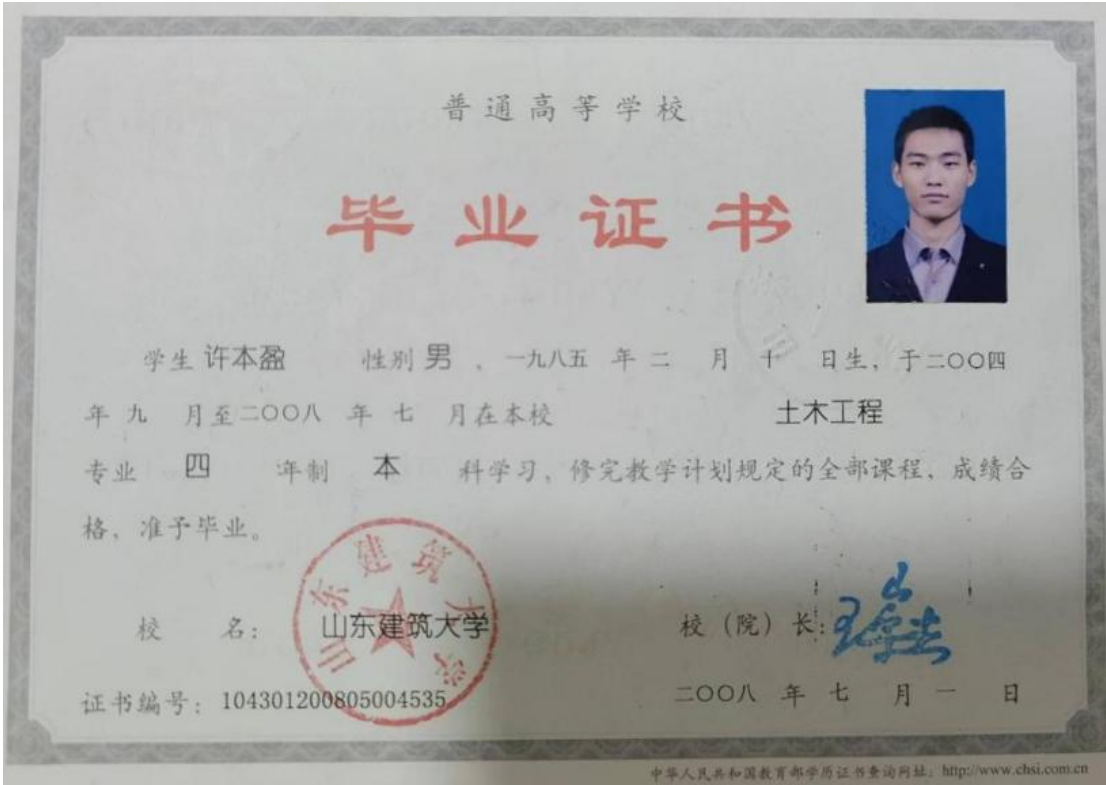 普通高等学校
毕业证书
学生 许本盈 性别 男 ，一九八五 年 二 月 十 日生，于二〇〇四
年 九 月至二〇〇八 年 七 月在本校 土木工程
专业 四 年制 本 科学习，修完教学计划规定的全部课程，成绩合
格，准予毕业。
山东建筑大学
校 名： 山东建筑大学 校（院）长：
证书编号：104301200805004535 二〇〇八 年 七 月 一 日
中华人民共和国教育部学历证书查询网址：http://www.chsi.com.cn